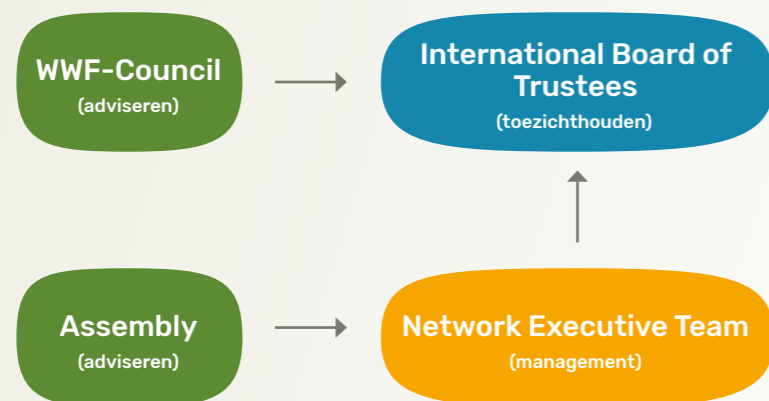 WWF-Council
(adviseren)
International Board of
Trustees
(toezichthouden)
Assembly
(adviseren)
Network Executive Team
(management)